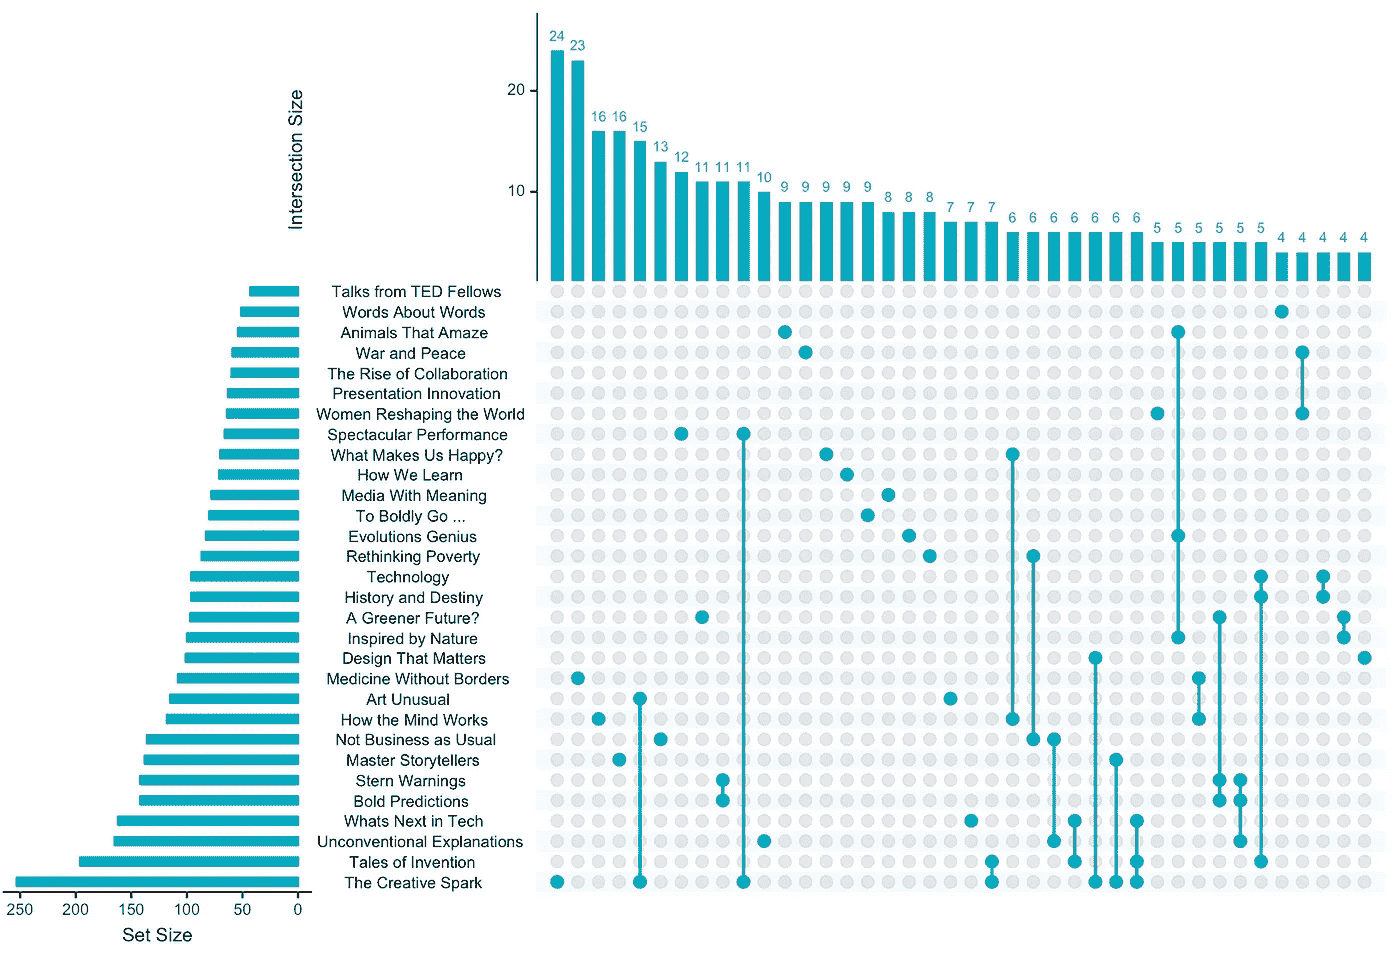 24 23 16 16 15 13 12 11 11 11 10 9 9 9 9 9 8 8 8 7 7 7 6 6 6 6 6 6 6 5 5 5 5 5 5 4 4 4 4 4
20
10
Intersection Size
Talks from TED Fellows
Words About Words
Animals That Amaze
War and Peace
The Rise of Collaboration
Presentation Innovation
Women Reshaping the World
Spectacular Performance
What Makes Us Happy?
How We Learn
Media With Meaning
To Boldly Go ...
Evolutions Genius
Rethinking Poverty
Technology
History and Destiny
A Greener Future?
Inspired by Nature
Design That Matters
Medicine Without Borders
Art Unusual
How the Mind Works
Not Business as Usual
Master Storytellers
Stern Warnings
Bold Predictions
Whats Next in Tech
Unconventional Explanations
Tales of Invention
The Creative Spark
250 200 150 100 50 0
Set Size